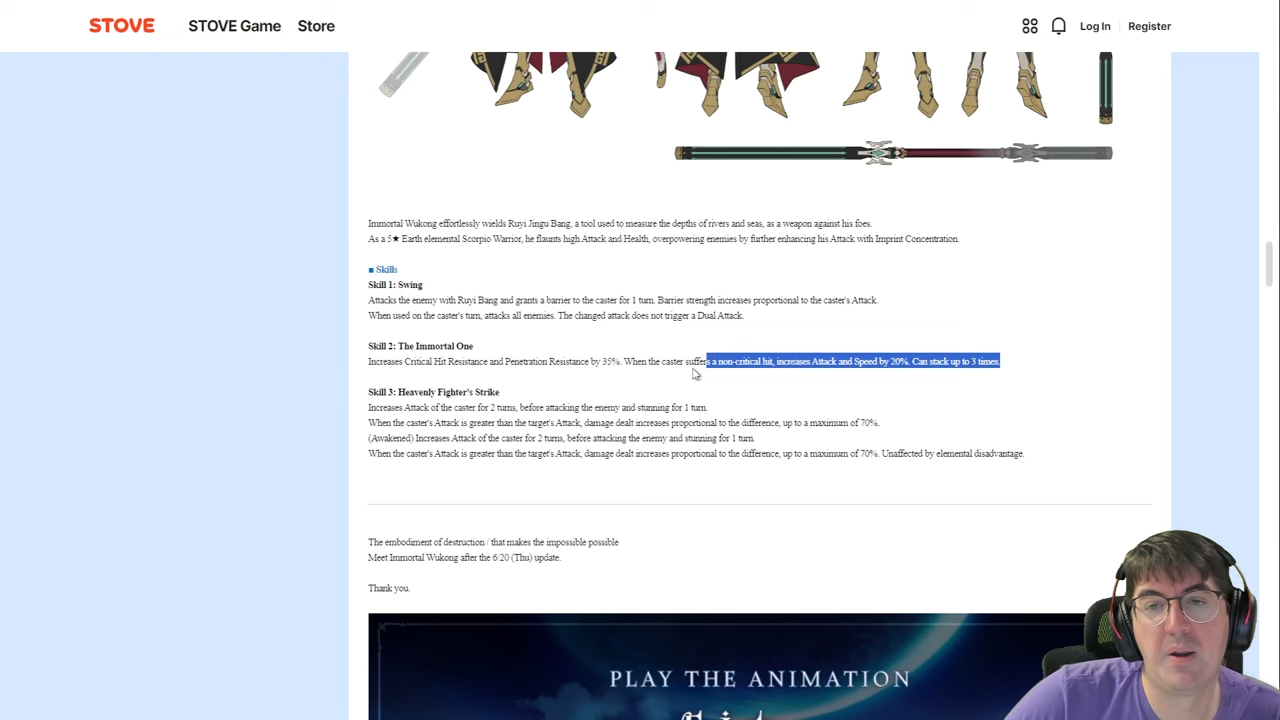 STOVE
STOVE Game
Store
Log In
Register
Immortal Wukong effortlessly wields Ruyi Jingu Bang, a tool used to measure the depths of rivers and seas, as a weapon against his foes.
As a 5★ Earth elemental Scorpio Warrior, he flaunts high Attack and Health, overpowering enemies by further enhancing his Attack with Imprint Concentration.
■ Skills
Skill 1: Swing
Attacks the enemy with Ruyi Bang and grants a barrier to the caster for 1 turn. Barrier strength increases proportional to the caster's Attack.
When used on the caster's turn, attacks all enemies. The changed attack does not trigger a Dual Attack.
Skill 2: The Immortal One
Increases Critical Hit Resistance and Penetration Resistance by 35%. When the caster suffers a non-critical hit, increases Attack and Speed by 20%. Can stack up to 3 times.
Skill 3: Heavenly Fighter's Strike
Increases Attack of the caster for 2 turns, before attacking the enemy and stunning for 1 turn.
When the caster's Attack is greater than the target's Attack, damage dealt increases proportional to the difference, up to a maximum of 70%.
(Awakened) Increases Attack of the caster for 2 turns, before attacking the enemy and stunning for 1 turn.
When the caster's Attack is greater than the target's Attack, damage dealt increases proportional to the difference, up to a maximum of 70%. Unaffected by elemental disadvantage.
The embodiment of destruction / that makes the impossible possible
Meet Immortal Wukong after the 6/20 (Thu) update.
Thank you.
PLAY THE ANIMATION